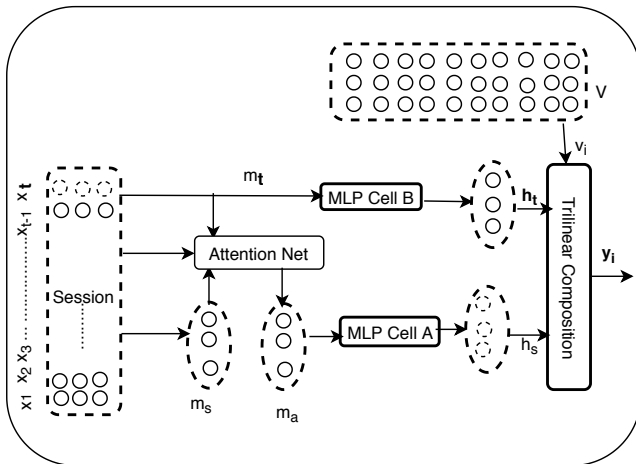 V
v_i
x_1 x_2 x_3 ... ................ x_{t-1} x_t
m_t
MLP Cell B
h_t
Trilinear Composition
Attention Net
y_i
Session
.........
MLP Cell A
h_s
m_s
m_a